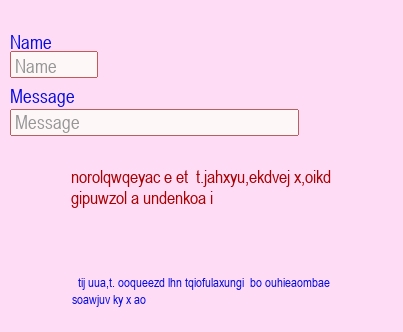 Name
Name
Message
Message
norolqwqeyac e et  t.jahxyu,ekdvej x,oikd
gipuwzol a undenkoa i
tij uua,t. ooqueezd lhn tqiofulaxungi  bo ouhieaombae
soawjuv ky x ao